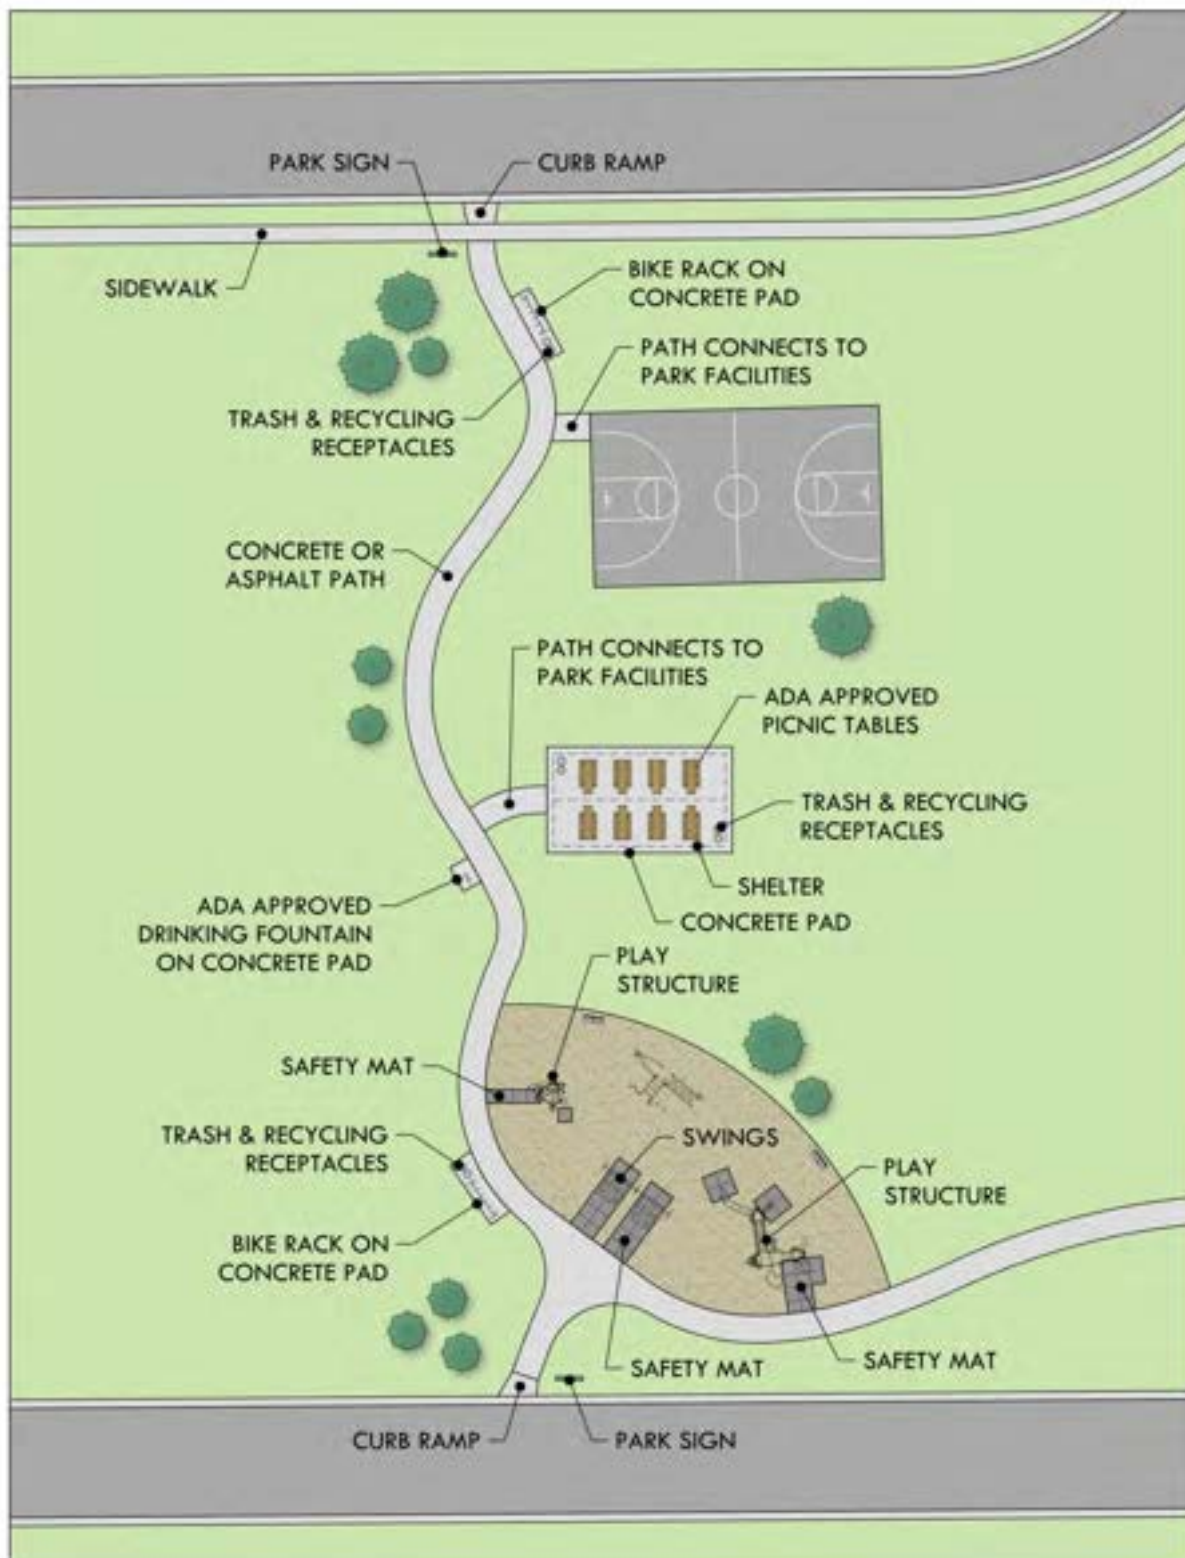 PARK SIGN
CURB RAMP
SIDEWALK
BIKE RACK ON
CONCRETE PAD
PATH CONNECTS TO
PARK FACILITIES
TRASH & RECYCLING
RECEPTACLES
CONCRETE OR
ASPHALT PATH
PATH CONNECTS TO
PARK FACILITIES
ADA APPROVED
PICNIC TABLES
TRASH & RECYCLING
RECEPTACLES
SHELTER
CONCRETE PAD
ADA APPROVED
DRINKING FOUNTAIN
ON CONCRETE PAD
PLAY
STRUCTURE
SAFETY MAT
TRASH & RECYCLING
RECEPTACLES
SWINGS
PLAY
STRUCTURE
BIKE RACK ON
CONCRETE PAD
SAFETY MAT
SAFETY MAT
CURB RAMP
PARK SIGN